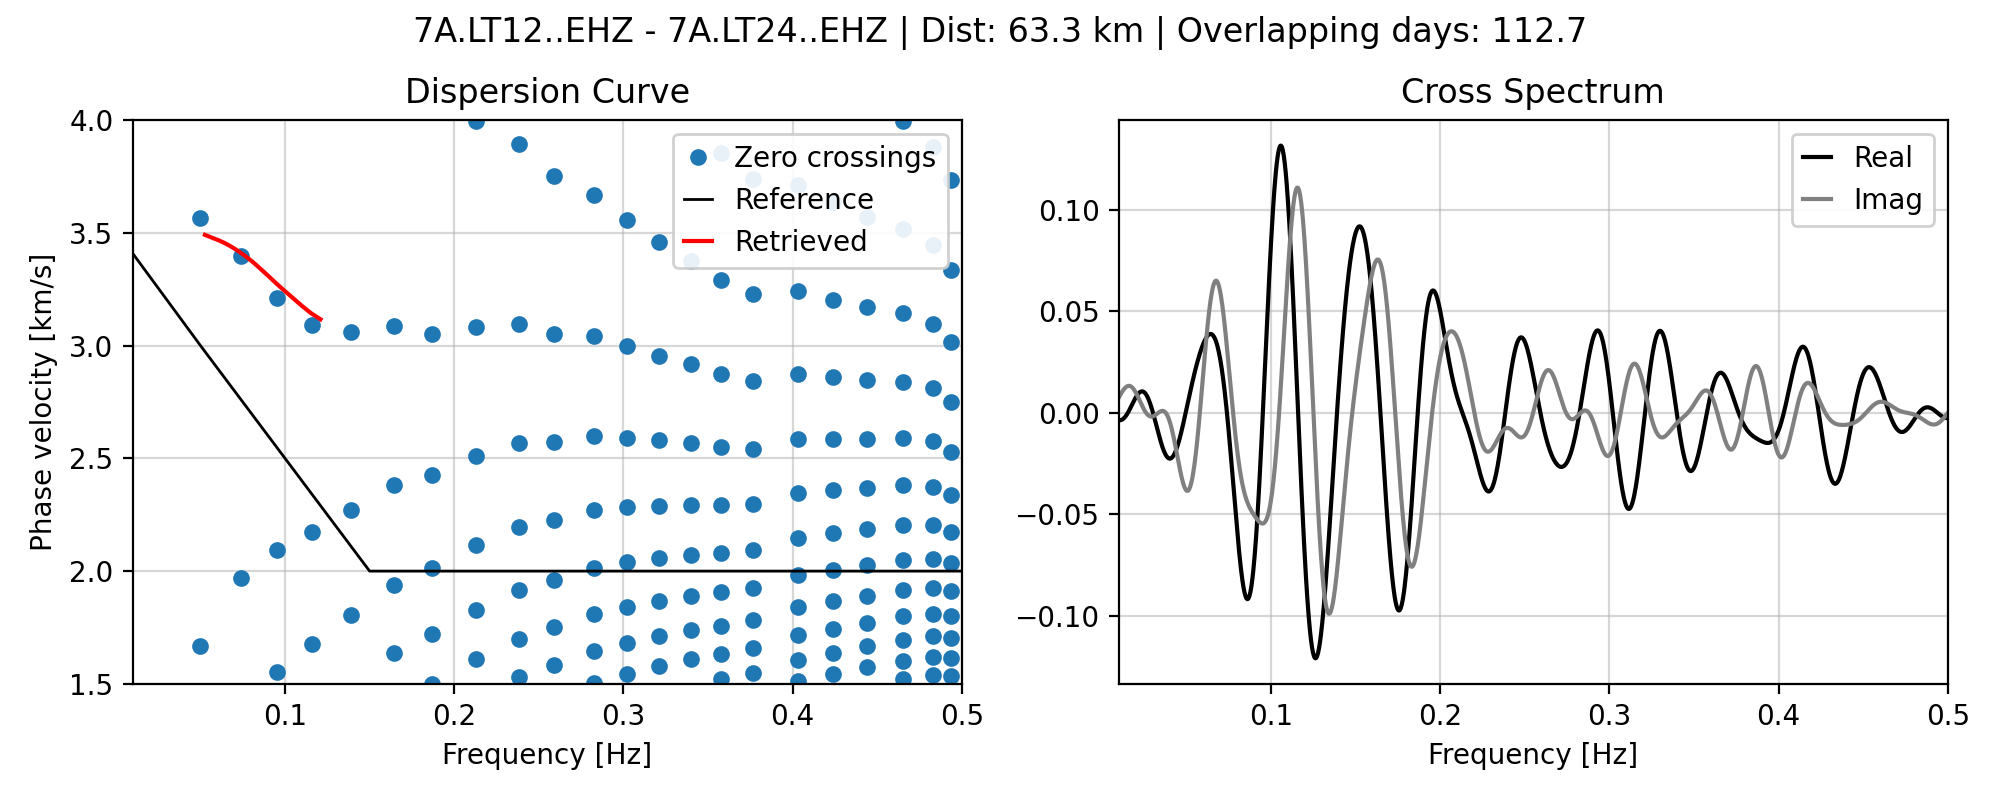 7A.LT12..EHZ - 7A.LT24..EHZ | Dist: 63.3 km | Overlapping days: 112.7
Dispersion Curve
4.0
3.5
3.0
2.5
2.0
1.5
Phase velocity [km/s]
Zero crossings
Reference
Retrieved
0.1
0.2
0.3
0.4
0.5
Frequency [Hz]
Cross Spectrum
0.10
0.05
0.00
−0.05
−0.10
Real
Imag
0.1
0.2
0.3
0.4
0.5
Frequency [Hz]